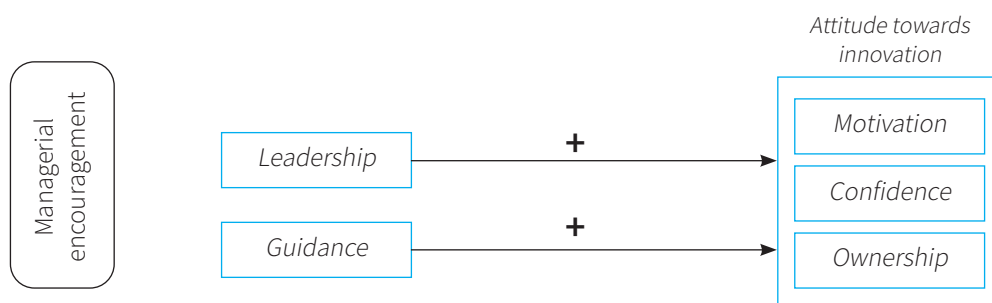 Attitude towards
innovation
Managerial
encouragement
Leadership
+
Motivation
Confidence
Guidance
+
Ownership